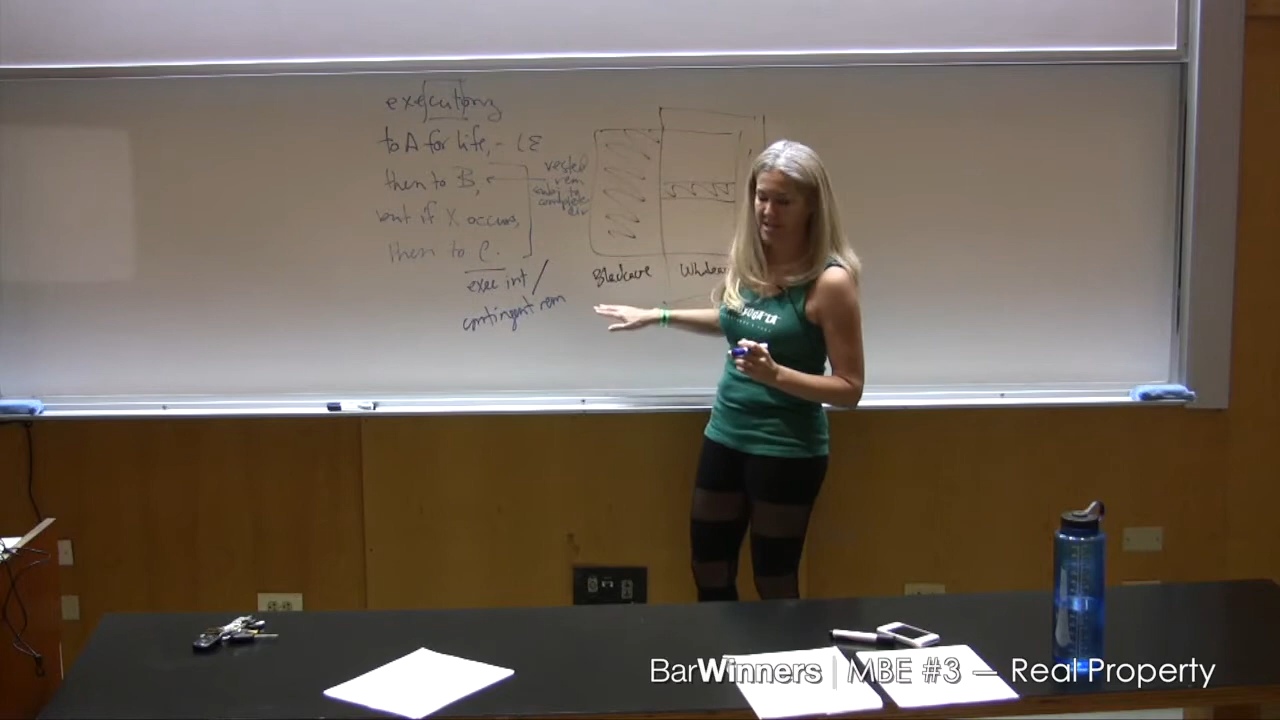 executory
to A for life, - LE
then to B,
but if X occurs,
then to C.
vested
rem
subj to
complete
div
exec int /
contingent rem
Blackacre
BarWinners | MBE #3 — Real Property